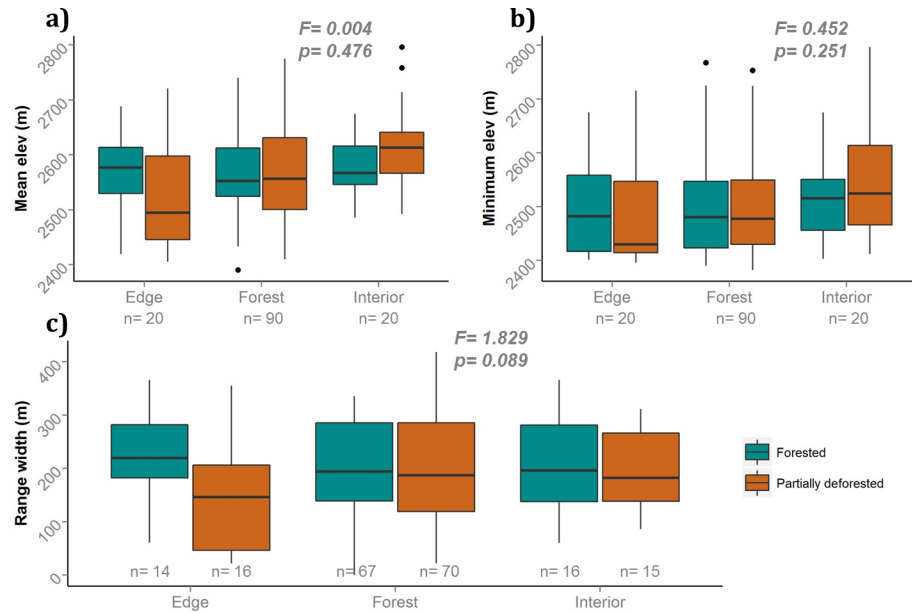 a)
F= 0.004
p= 0.476
Mean elev (m)
2800
2700
2600
2500
2400
Edge Forest Interior
n= 20 n= 90 n= 20
b)
F= 0.452
p= 0.251
Minimum elev (m)
2800
2700
2600
2500
2400
Edge Forest Interior
n= 20 n= 90 n= 20
c)
F= 1.829
p= 0.089
Range width (m)
400
300
200
100
0
n= 14 n= 16 n= 67 n= 70 n= 16 n= 15
Edge Forest Interior
Forested
Partially deforested